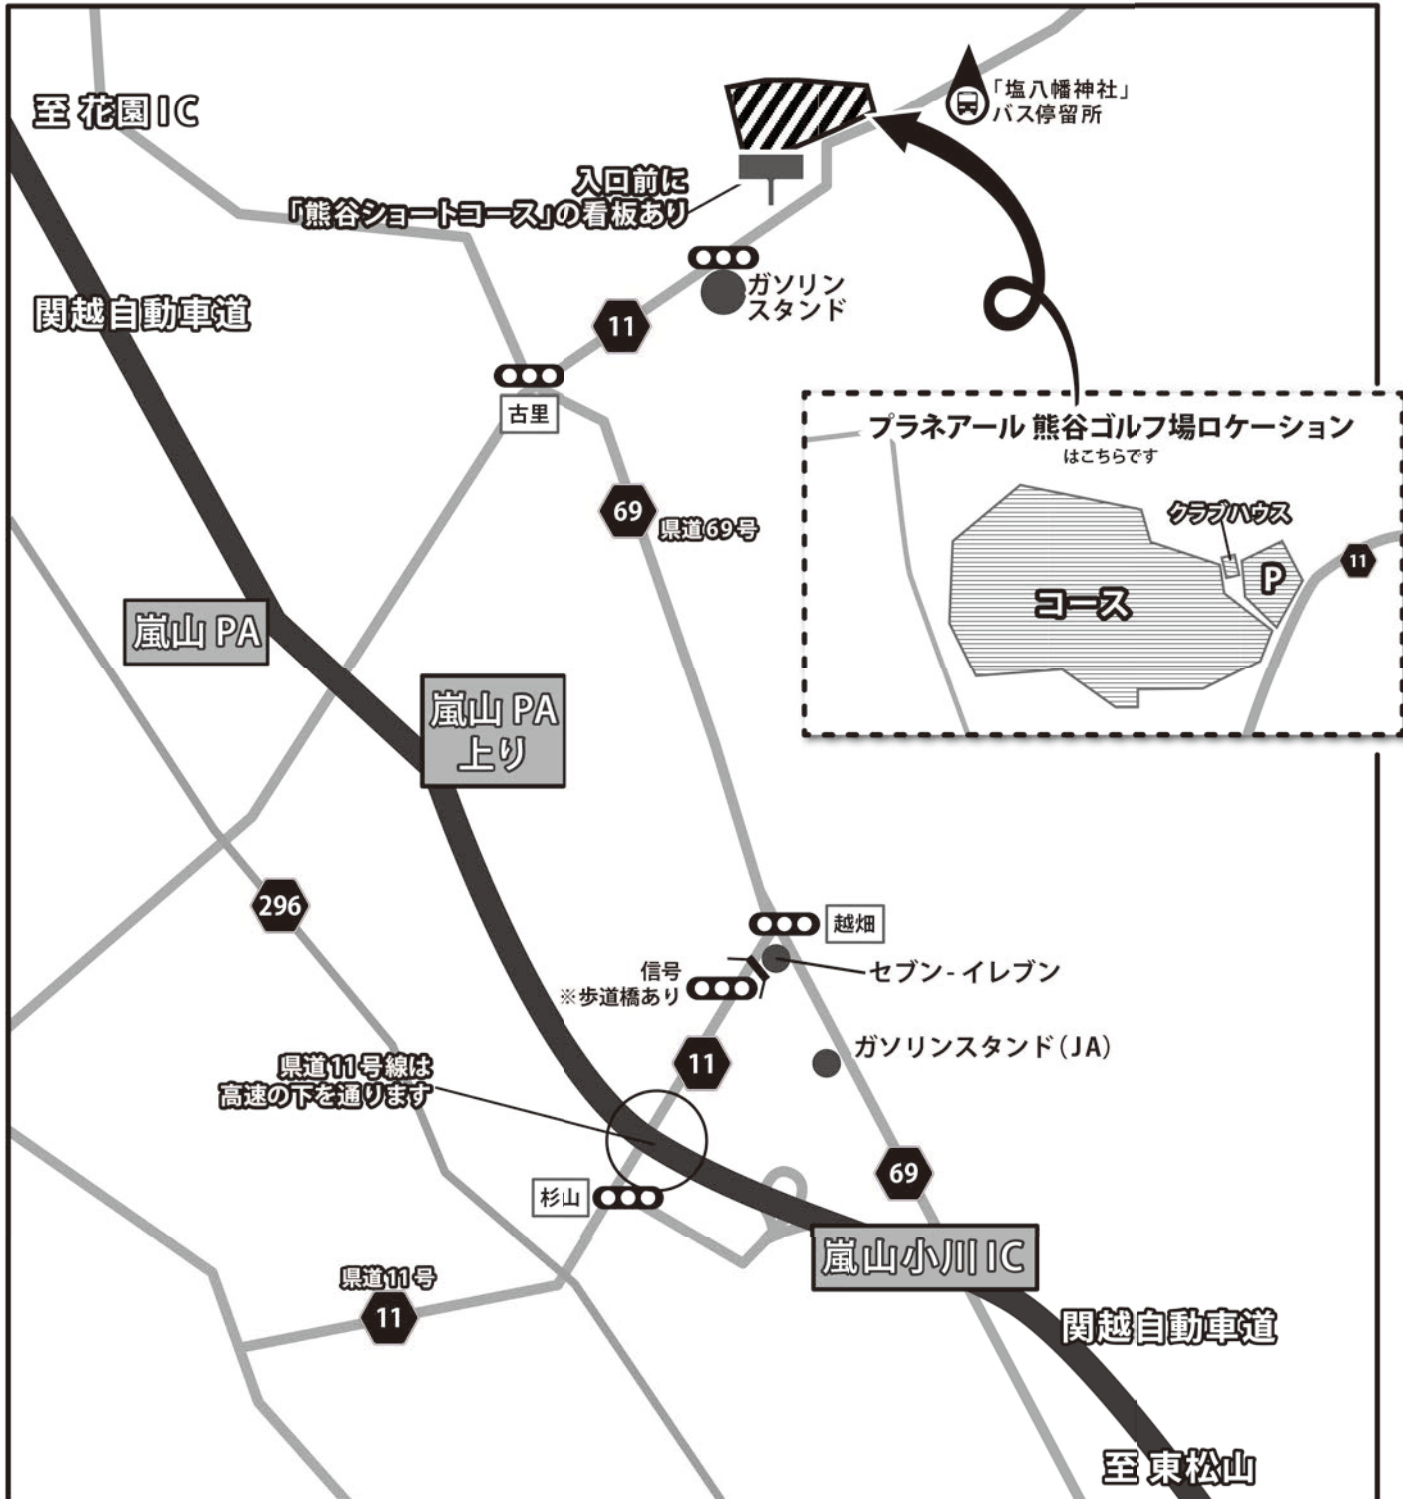 至 花園IC
「塩八幡神社」
バス停留所
入口前に
「熊谷ショートコース」の看板あり
ガソリン
スタンド
関越自動車道
11
古里
プラネアール 熊谷ゴルフ場ロケーション
はこちらです
クラブハウス
P
11
コース
69
県道69号
嵐山 PA
嵐山 PA
上り
296
越畑
セブン-イレブン
信号
※歩道橋あり
ガソリンスタンド(JA)
11
県道11号線は
高速の下を通ります
69
杉山
嵐山小川IC
県道11号
11
関越自動車道
至 東松山